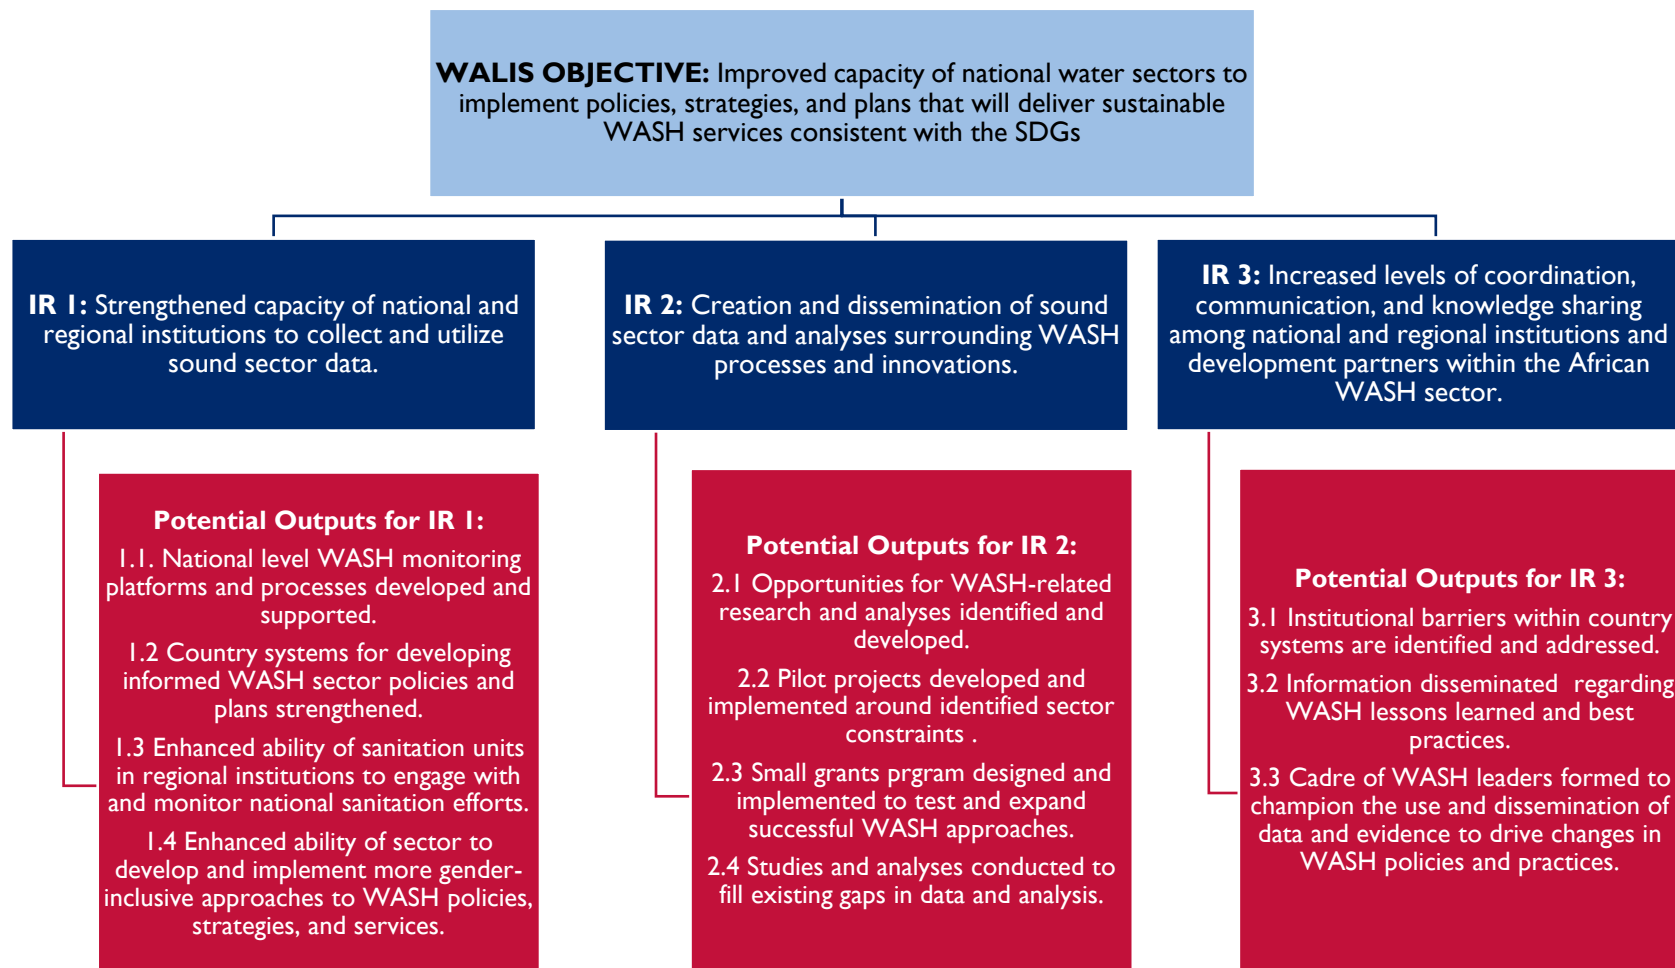 WALIS OBJECTIVE: Improved capacity of national water sectors to
implement policies, strategies, and plans that will deliver sustainable
WASH services consistent with the SDGs
IR 1: Strengthened capacity of national and
regional institutions to collect and utilize
sound sector data.
IR 2: Creation and dissemination of sound
sector data and analyses surrounding WASH
processes and innovations.
IR 3: Increased levels of coordination,
communication, and knowledge sharing
among national and regional institutions and
development partners within the African
WASH sector.
Potential Outputs for IR 1:
1.1. National level WASH monitoring
platforms and processes developed and
supported.
1.2 Country systems for developing
informed WASH sector policies and
plans strengthened.
1.3 Enhanced ability of sanitation units
in regional institutions to engage with
and monitor national sanitation efforts.
1.4 Enhanced ability of sector to
develop and implement more gender-
inclusive approaches to WASH policies,
strategies, and services.
Potential Outputs for IR 2:
2.1 Opportunities for WASH-related
research and analyses identified and
developed.
2.2 Pilot projects developed and
implemented around identified sector
constraints .
2.3 Small grants prgram designed and
implemented to test and expand
successful WASH approaches.
2.4 Studies and analyses conducted to
fill existing gaps in data and analysis.
Potential Outputs for IR 3:
3.1 Institutional barriers within country
systems are identified and addressed.
3.2 Information disseminated  regarding
WASH lessons learned and best
practices.
3.3 Cadre of WASH leaders formed to
champion the use and dissemination of
data and evidence to drive changes in
WASH policies and practices.